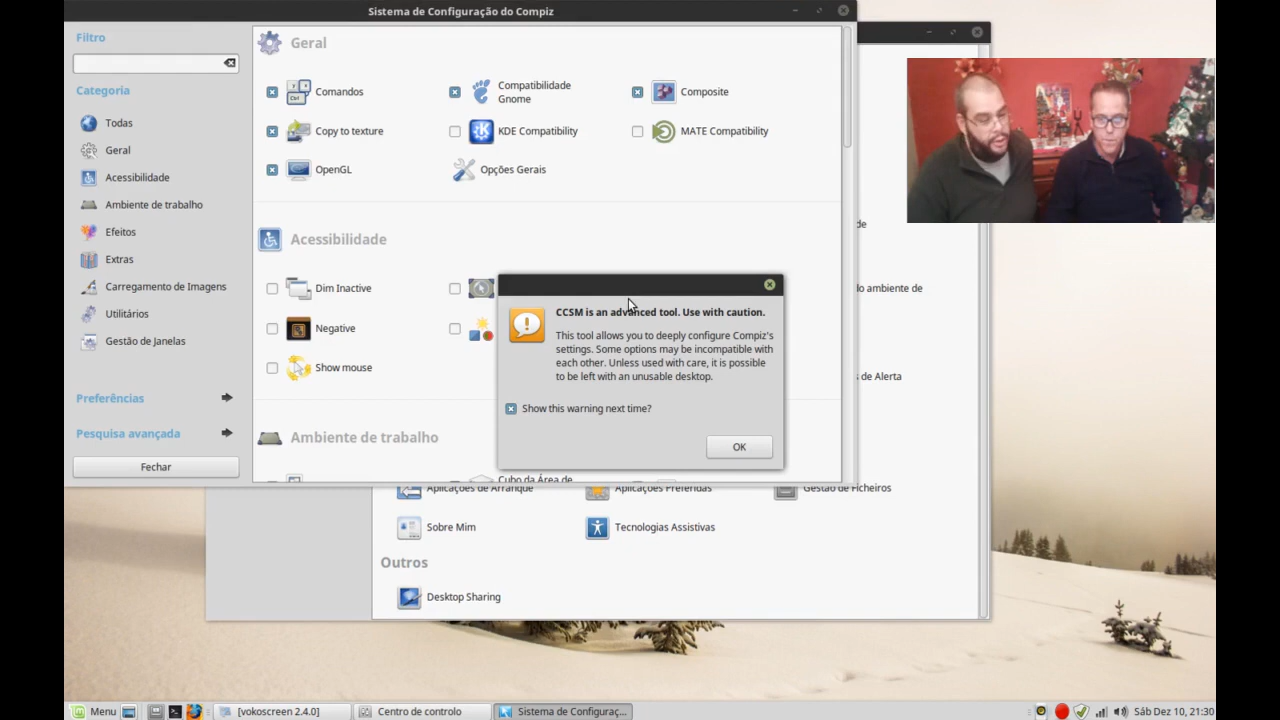 Sistema de Configuração do Compiz
Filtro
Categoria
Todas
Geral
Acessibilidade
Ambiente de trabalho
Efeitos
Extras
Carregamento de Imagens
Utilitários
Gestão de Janelas
Preferências
Pesquisa avançada
Fechar
Geral
Comandos
Compatibilidade
Gnome
Composite
Copy to texture
KDE Compatibility
MATE Compatibility
OpenGL
Opções Gerais
Acessibilidade
Dim Inactive
Negative
Show mouse
Ambiente de trabalho
Cubo da Área de
CCSM is an advanced tool. Use with caution.
This tool allows you to deeply configure Compiz's
settings. Some options may be incompatible with
each other. Unless used with care, it is possible
to be left with an unusable desktop.
Show this warning next time?
OK
de
do ambiente de
s de Alerta
Aplicações de Arranque
Aplicações Preferidas
Gestão de Ficheiros
Sobre Mim
Tecnologias Assistivas
Outros
Desktop Sharing
Menu
[vokoscreen 2.4.0]
Centro de controlo
Sistema de Configuraç...
Sáb Dez 10, 21:30